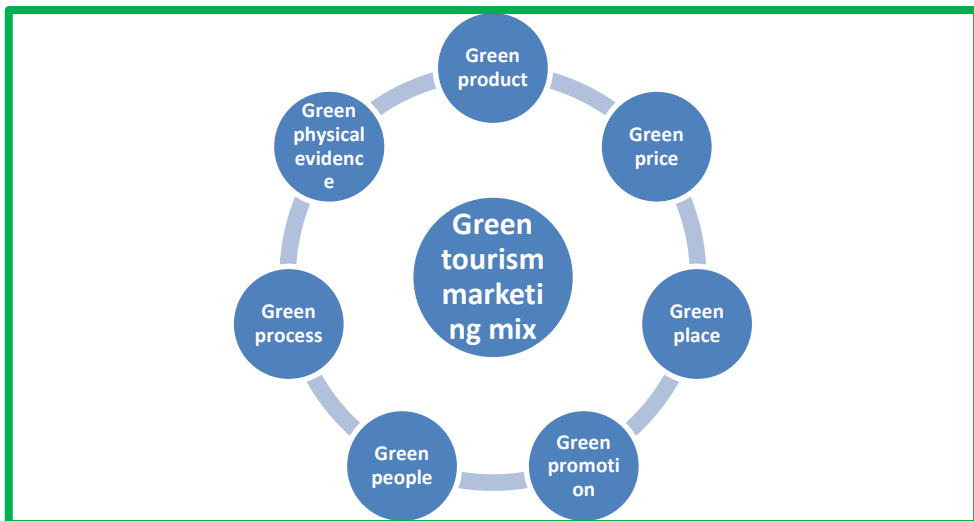 Green
product
Green
price
Green
place
Green
promoti
on
Green
people
Green
process
Green
physical
evidenc
e
Green
tourism
marketi
ng mix